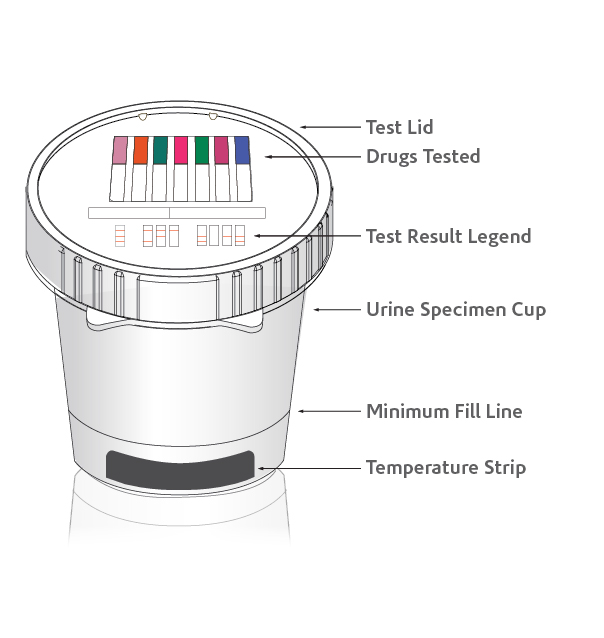 Test Lid
Drugs Tested
Test Result Legend
Urine Specimen Cup
Minimum Fill Line
Temperature Strip